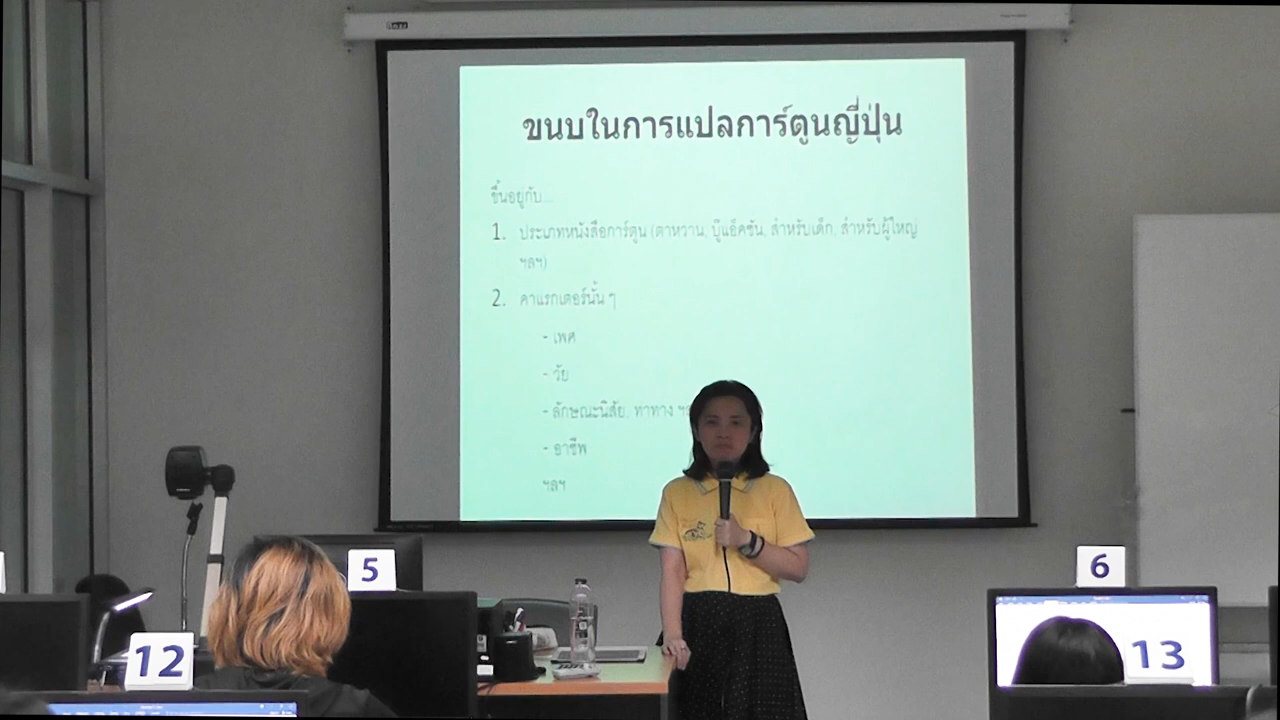 ขนบในการแปลการ์ตูนญี่ปุ่น
ขึ้นอยู่กับ...
1. ประเภทหนังสือการ์ตูน (ตาหวาน, บู๊แอ็คชัน, สำหรับเด็ก, สำหรับผู้ใหญ่
ฯลฯ)
2. คาแรกเตอร์นั้น ๆ
- เพศ
- วัย
- ลักษณะนิสัย, ท่าทาง
- อาชีพ
ฯลฯ
5
6
12
13